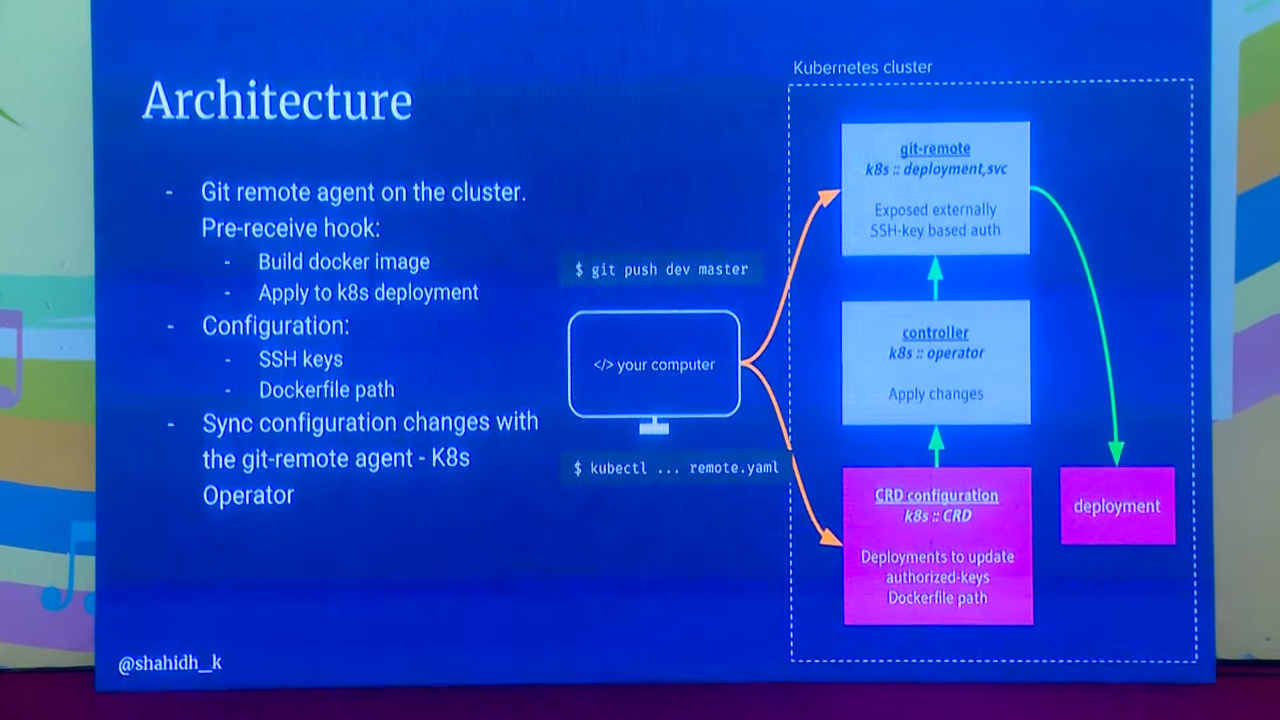 Architecture
- Git remote agent on the cluster.
Pre-receive hook:
- Build docker image
- Apply to k8s deployment
- Configuration:
- SSH keys
- Dockerfile path
- Sync configuration changes with
the git-remote agent - K8s
Operator
@shahidh_k
$ git push dev master
</> your computer
$ kubectl ... remote.yaml
Kubernetes cluster
git-remote
k8s :: deployment,svc
Exposed externally
SSH-key based auth
controller
k8s :: operator
Apply changes
CRD configuration
k8s :: CRD
Deployments to update
authorized-keys
Dockerfile path
deployment